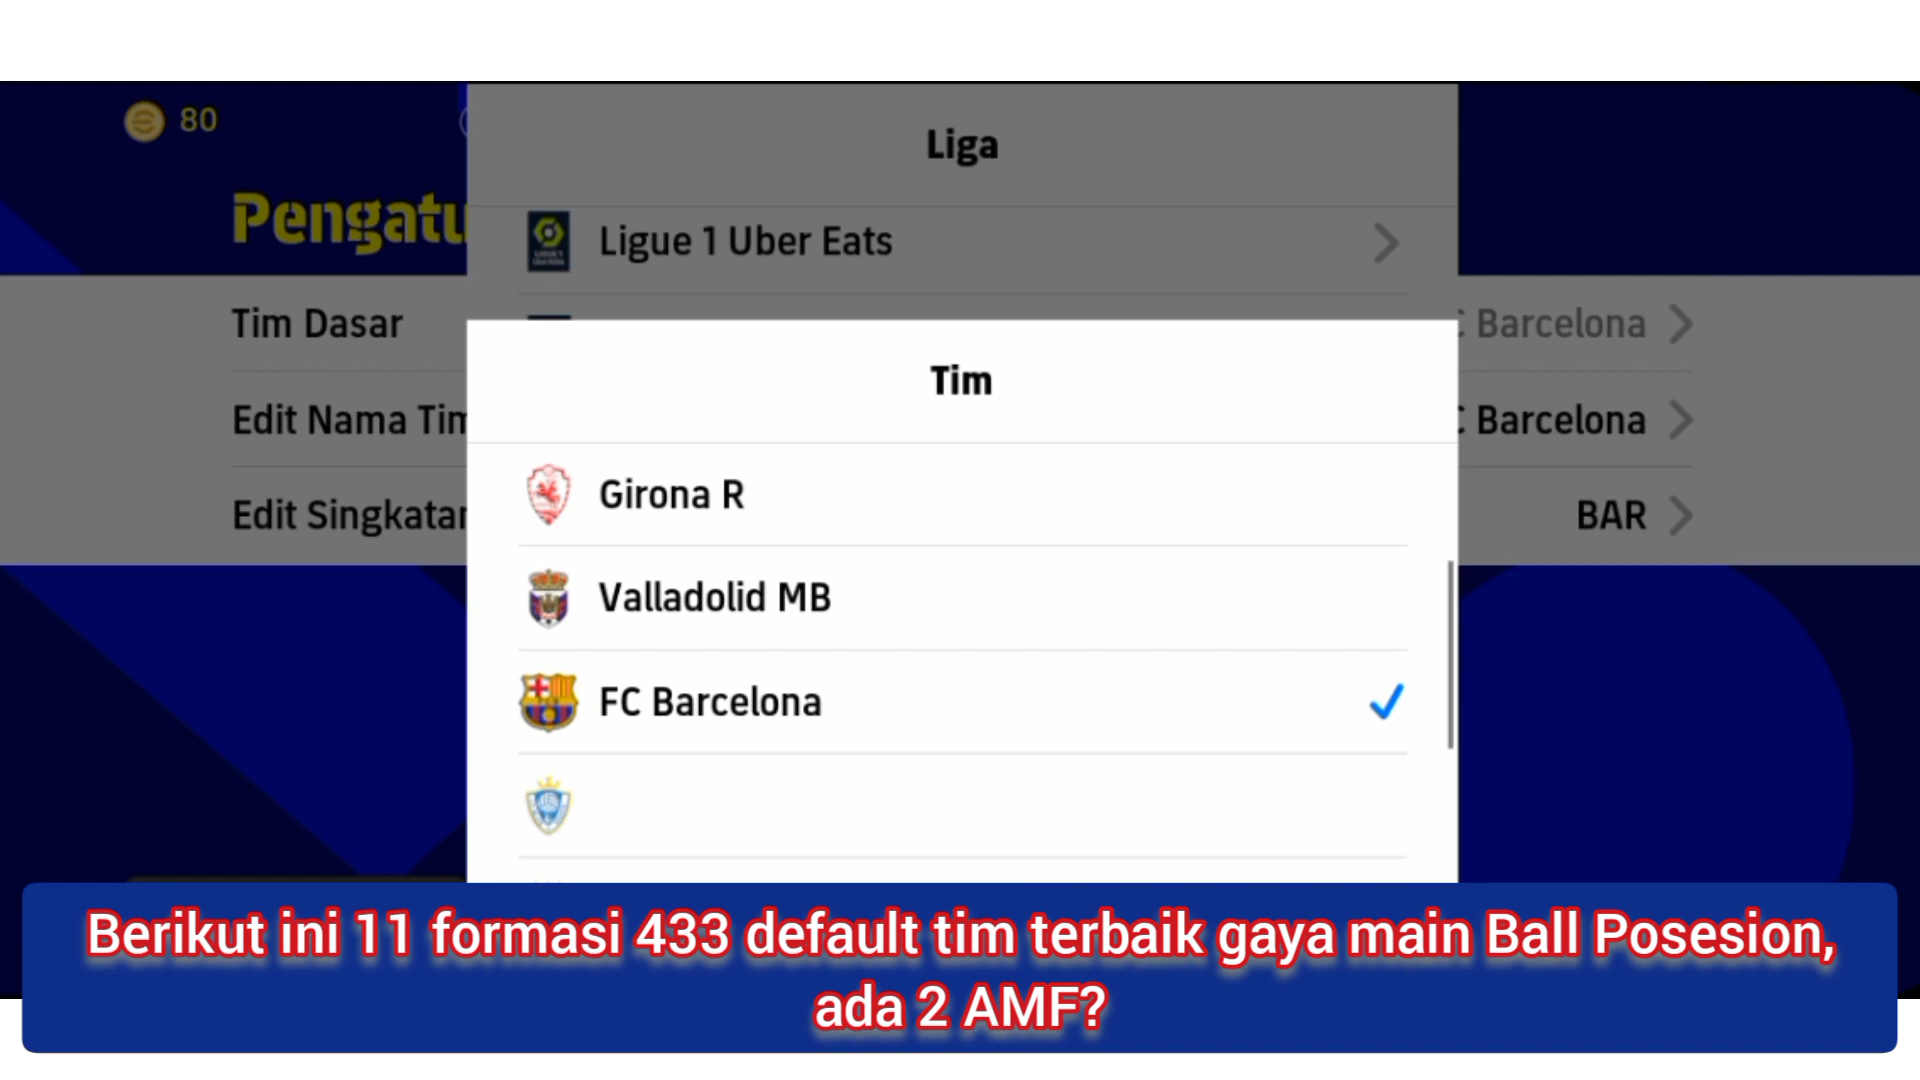 80
Liga
Pengatu
Ligue 1 Uber Eats
Tim Dasar
Barcelona
Tim
Edit Nama Tim
Barcelona
Girona R
Edit Singkatan
BAR
Valladolid MB
FC Barcelona
Berikut ini 11 formasi 433 default tim terbaik gaya main Ball Posesion,
ada 2 AMF?